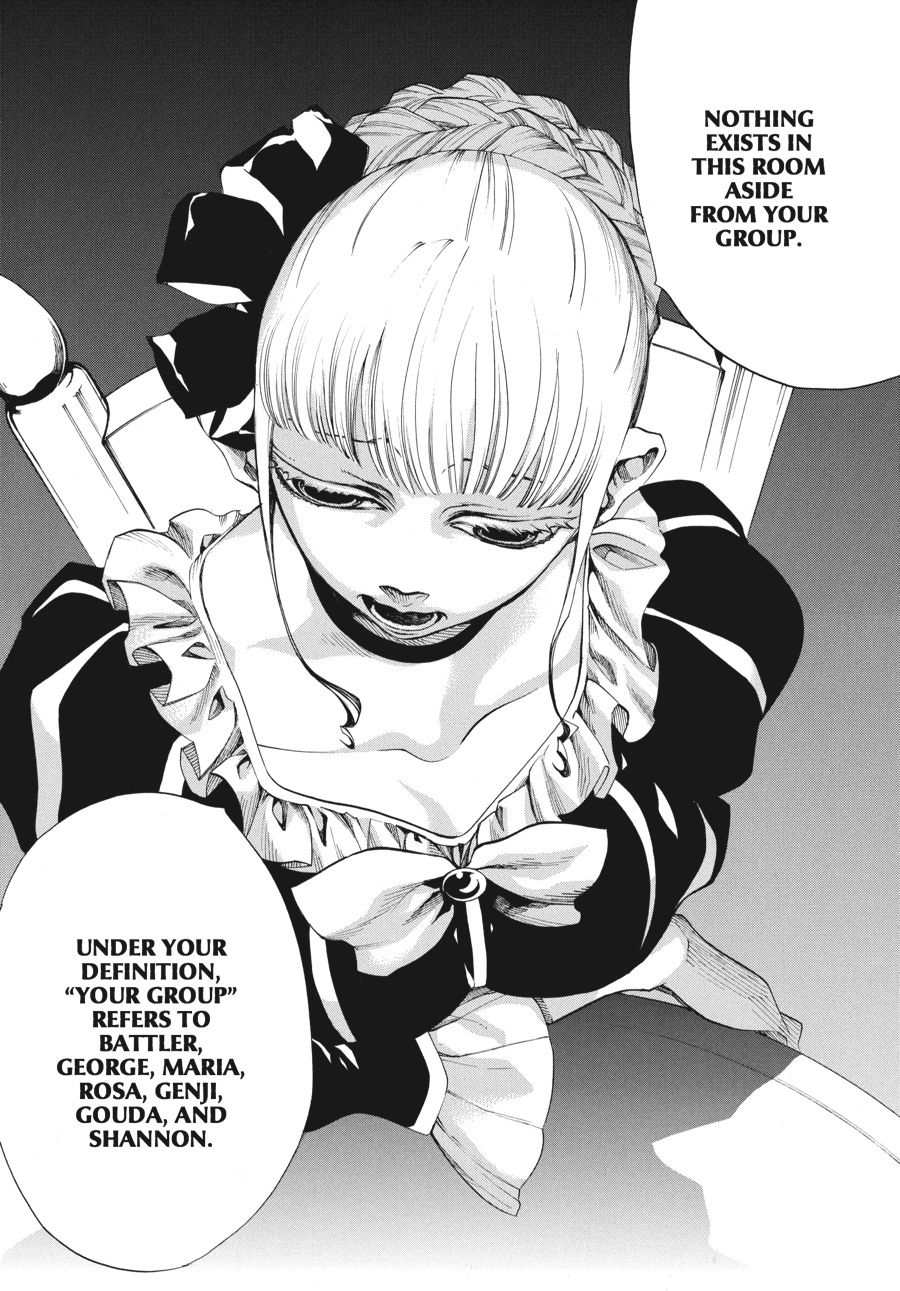 NOTHING
EXISTS IN
THIS ROOM
ASIDE
FROM YOUR
GROUP.
UNDER YOUR
DEFINITION,
“YOUR GROUP”
REFERS TO
BATTLER,
GEORGE, MARIA,
ROSA, GENJI,
GOUDA, AND
SHANNON.